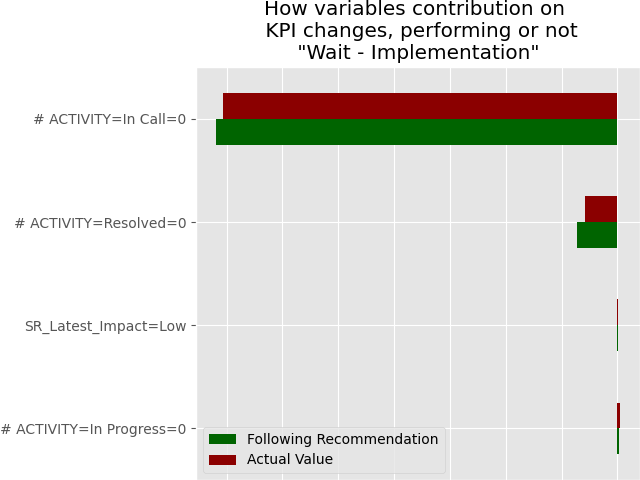 How variables contribution on
KPI changes, performing or not
"Wait - Implementation"
# ACTIVITY=In Call=0
# ACTIVITY=Resolved=0
SR_Latest_Impact=Low
# ACTIVITY=In Progress=0
Following Recommendation
Actual Value